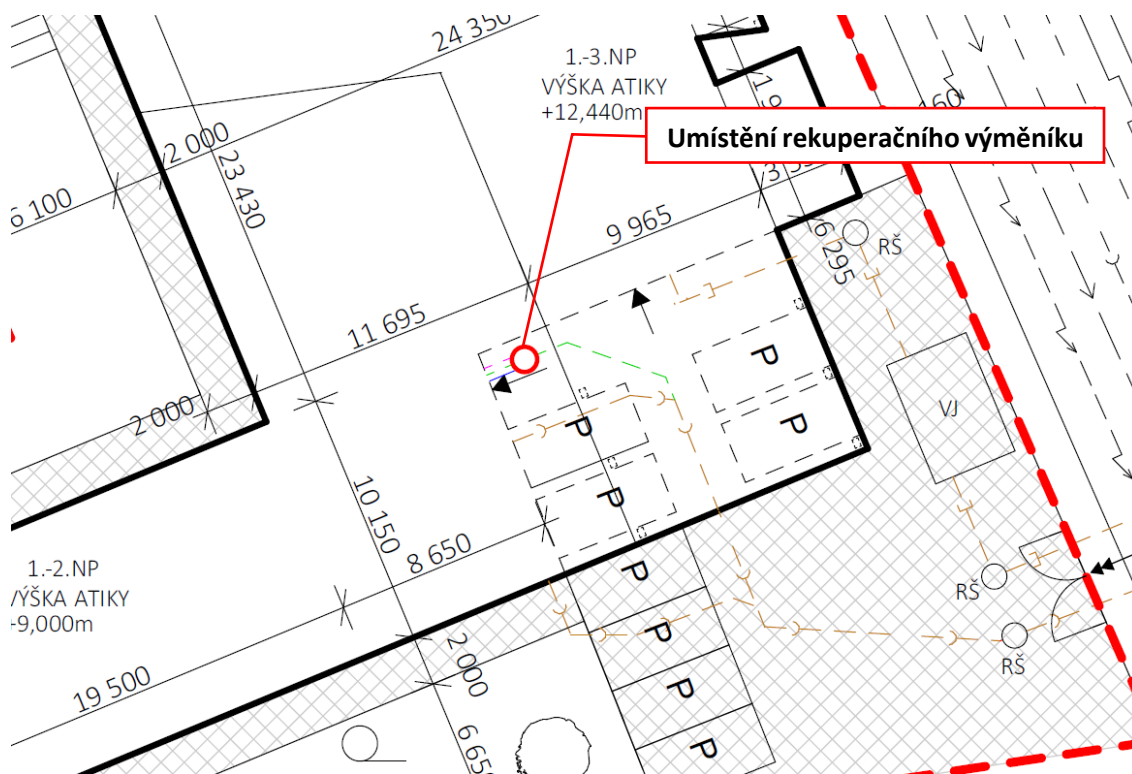 24 350
1.-3.NP
VÝŠKA ATIKY
+12,440m
Umístění rekuperačního výměníku
2 000
23 430
160
9 965
6 295
RŠ
11 695
P
P
VJ
2 000
P
P
10 150
8 650
1.-2.NP
VÝŠKA ATIKY
+9,000m
P
RŠ
P
RŠ
2 000
19 500
P
P